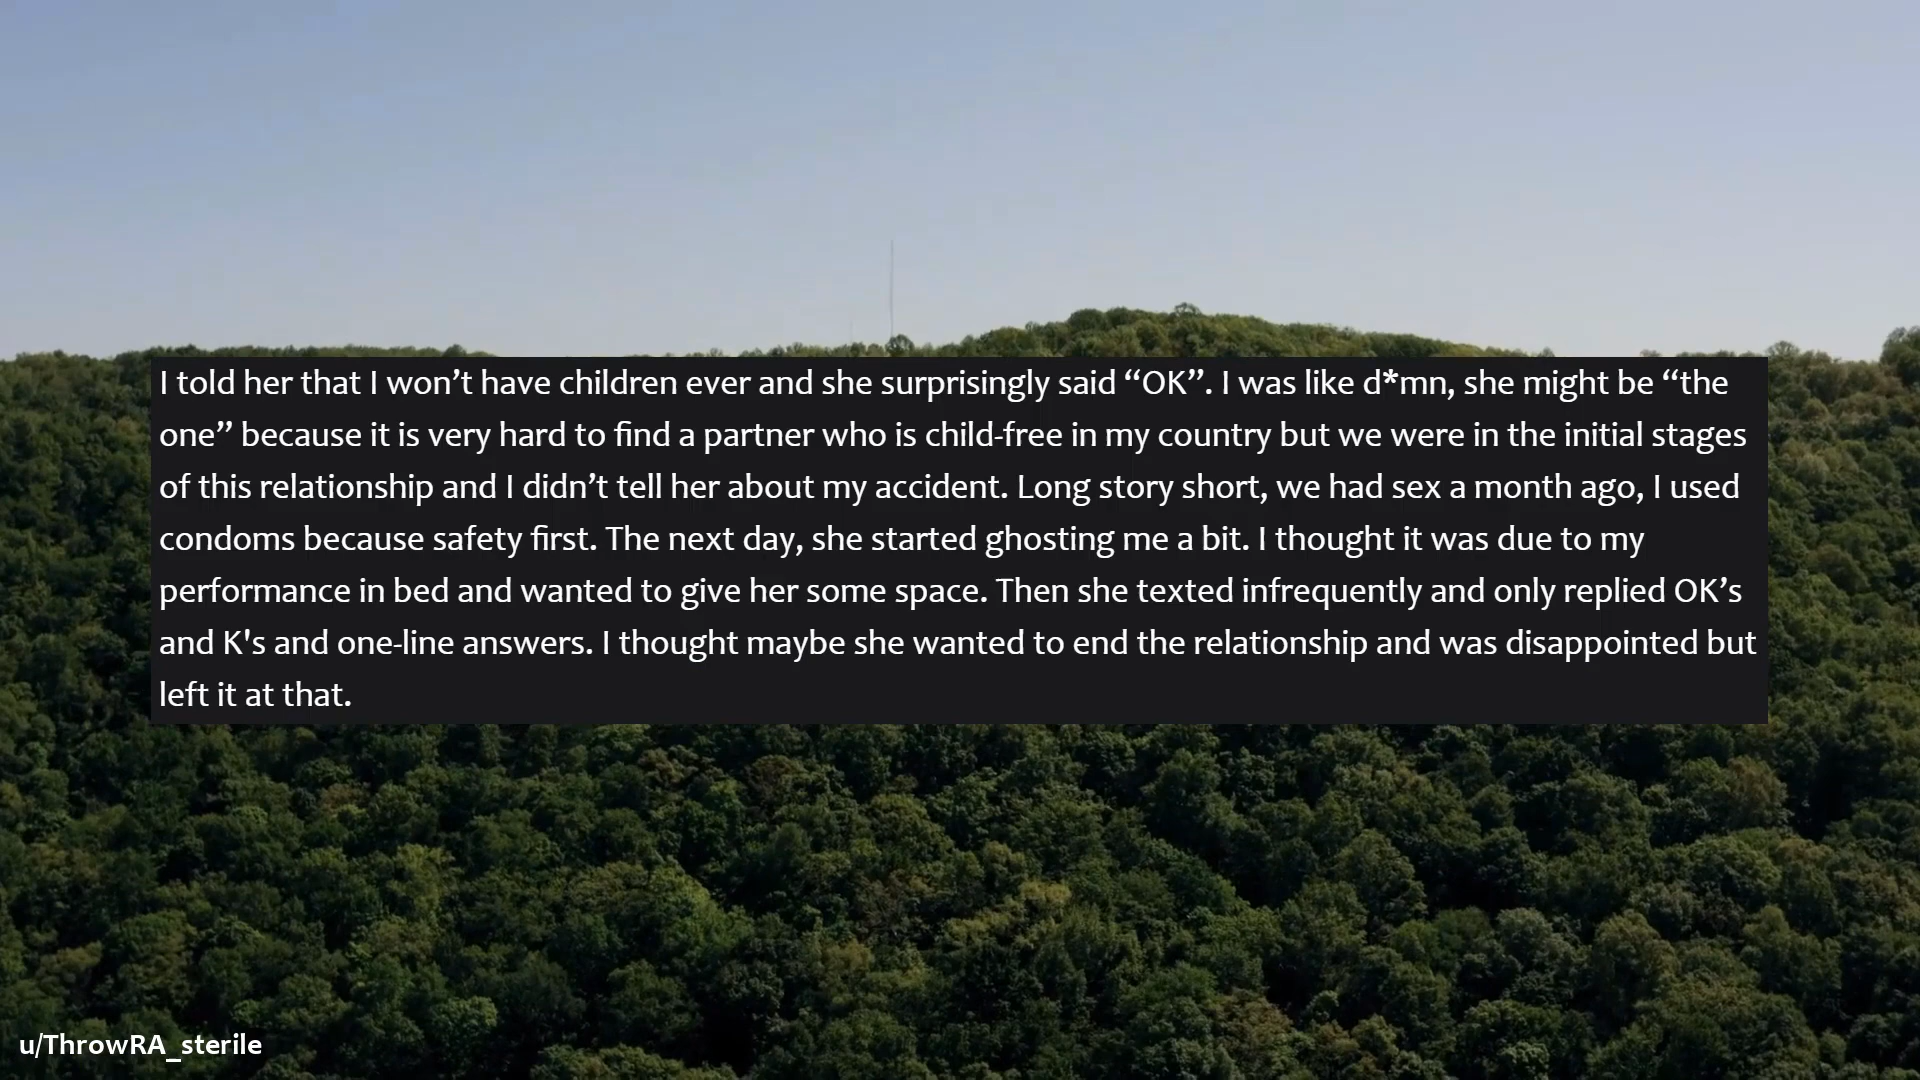 I told her that I won’t have children ever and she surprisingly said “OK”. I was like d*mn, she might be “the
one” because it is very hard to find a partner who is child-free in my country but we were in the initial stages
of this relationship and I didn’t tell her about my accident. Long story short, we had sex a month ago, I used
condoms because safety first. The next day, she started ghosting me a bit. I thought it was due to my
performance in bed and wanted to give her some space. Then she texted infrequently and only replied OK’s
and K's and one-line answers. I thought maybe she wanted to end the relationship and was disappointed but
left it at that.
u/ThrowRA_sterile